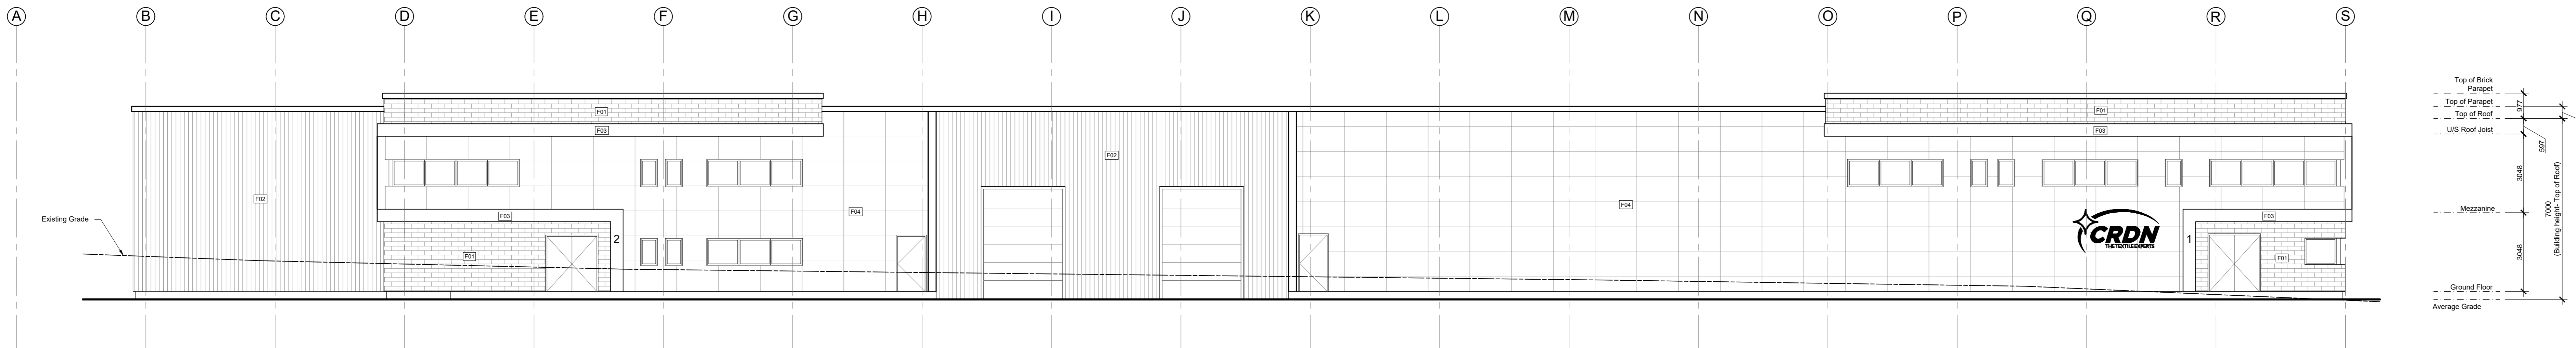 A B C D E F G H I J K L M N O P Q R S
Top of Brick
Parapet
Top of Parapet
Top of Roof
U/S Roof Joist
977
597
3048
Mezzanine
3048
7000
(Building height- Top of Roof)
Ground Floor
Average Grade
F01
F01
F03
F03
F02
F02
Existing Grade
F03
F04
F04
F03
2
1
F01
F01
CRDN
THE TEXTILE EXPERTS